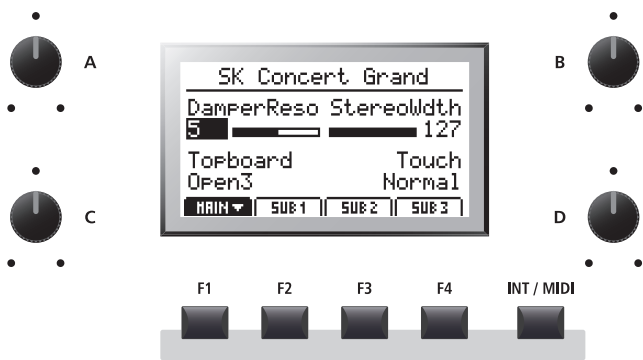 A
B
SK Concert Grand
DamperReso StereoWdth
5 127
Topboard Touch
Open3 Normal
C
D
MAIN SUB1 SUB2 SUB3
F1 F2 F3 F4 INT / MIDI